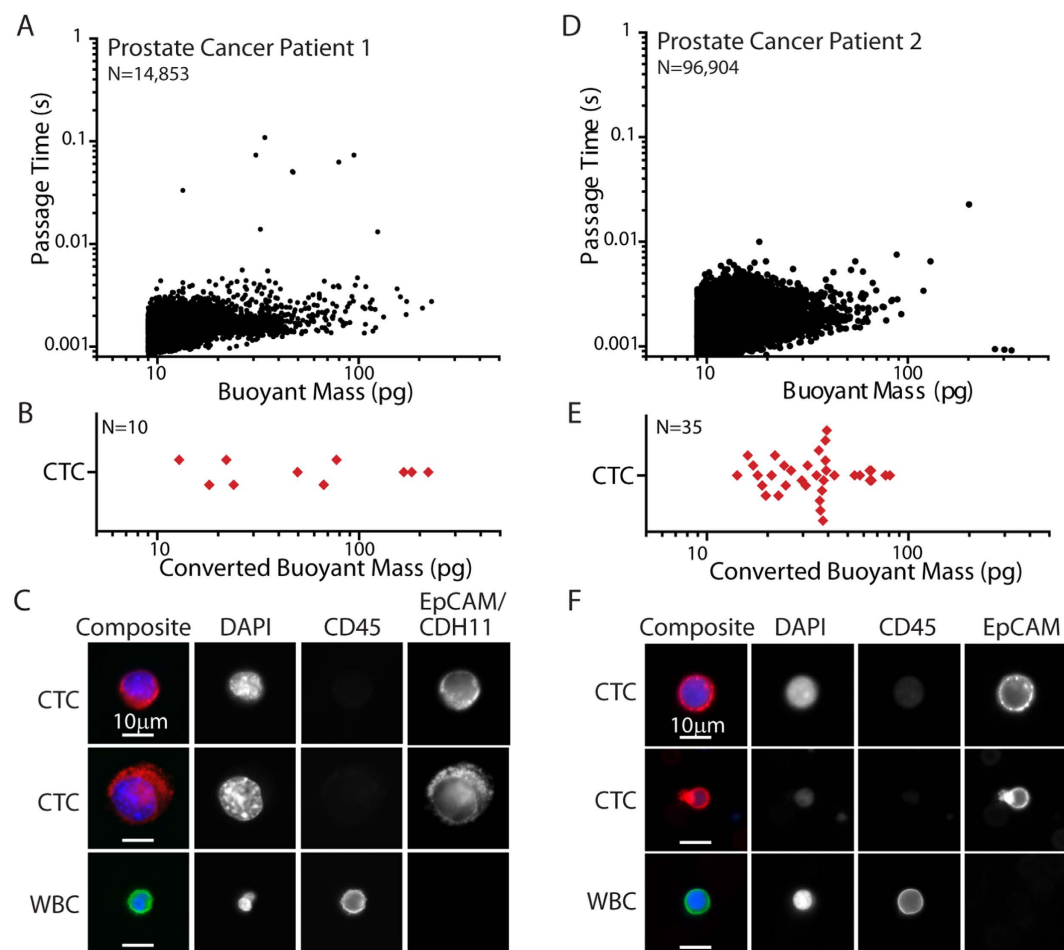 A
Prostate Cancer Patient 1
N=14,853
Passage Time (s)
1
0.1
0.01
0.001
10
100
Buoyant Mass (pg)
B
N=10
CTC
10
100
Converted Buoyant Mass (pg)
C
EpCAM/
Composite DAPI CD45 CDH11
CTC
10µm
CTC
WBC
D
Prostate Cancer Patient 2
N=96,904
Passage Time (s)
1
0.1
0.01
0.001
10
100
Buoyant Mass (pg)
E
N=35
CTC
10
100
Converted Buoyant Mass (pg)
F
Composite DAPI CD45 EpCAM
CTC
10µm
CTC
WBC